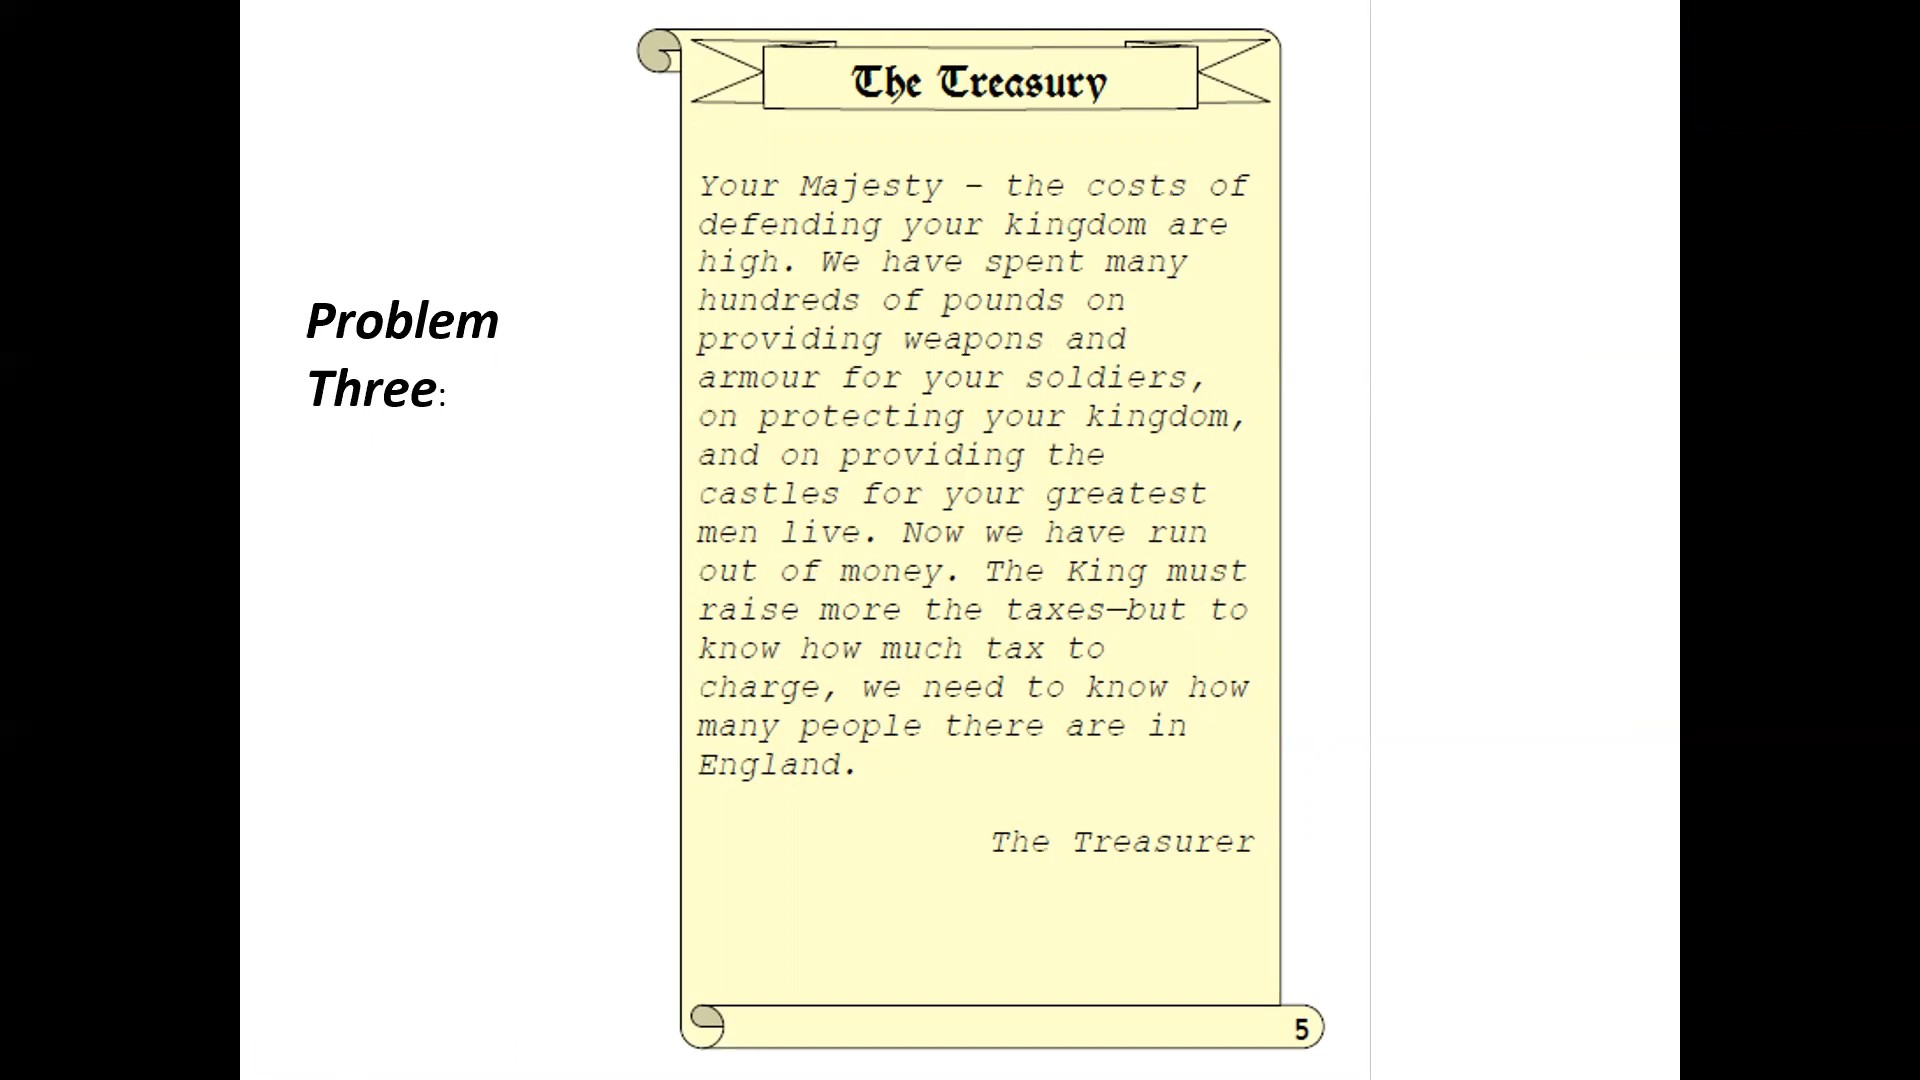 Problem
Three:
The Treasury
Your Majesty – the costs of
defending your kingdom are
high. We have spent many
hundreds of pounds on
providing weapons and
armour for your soldiers,
on protecting your kingdom,
and on providing the
castles for your greatest
men live. Now we have run
out of money. The King must
raise more the taxes—but to
know how much tax to
charge, we need to know how
many people there are in
England.
The Treasurer
5